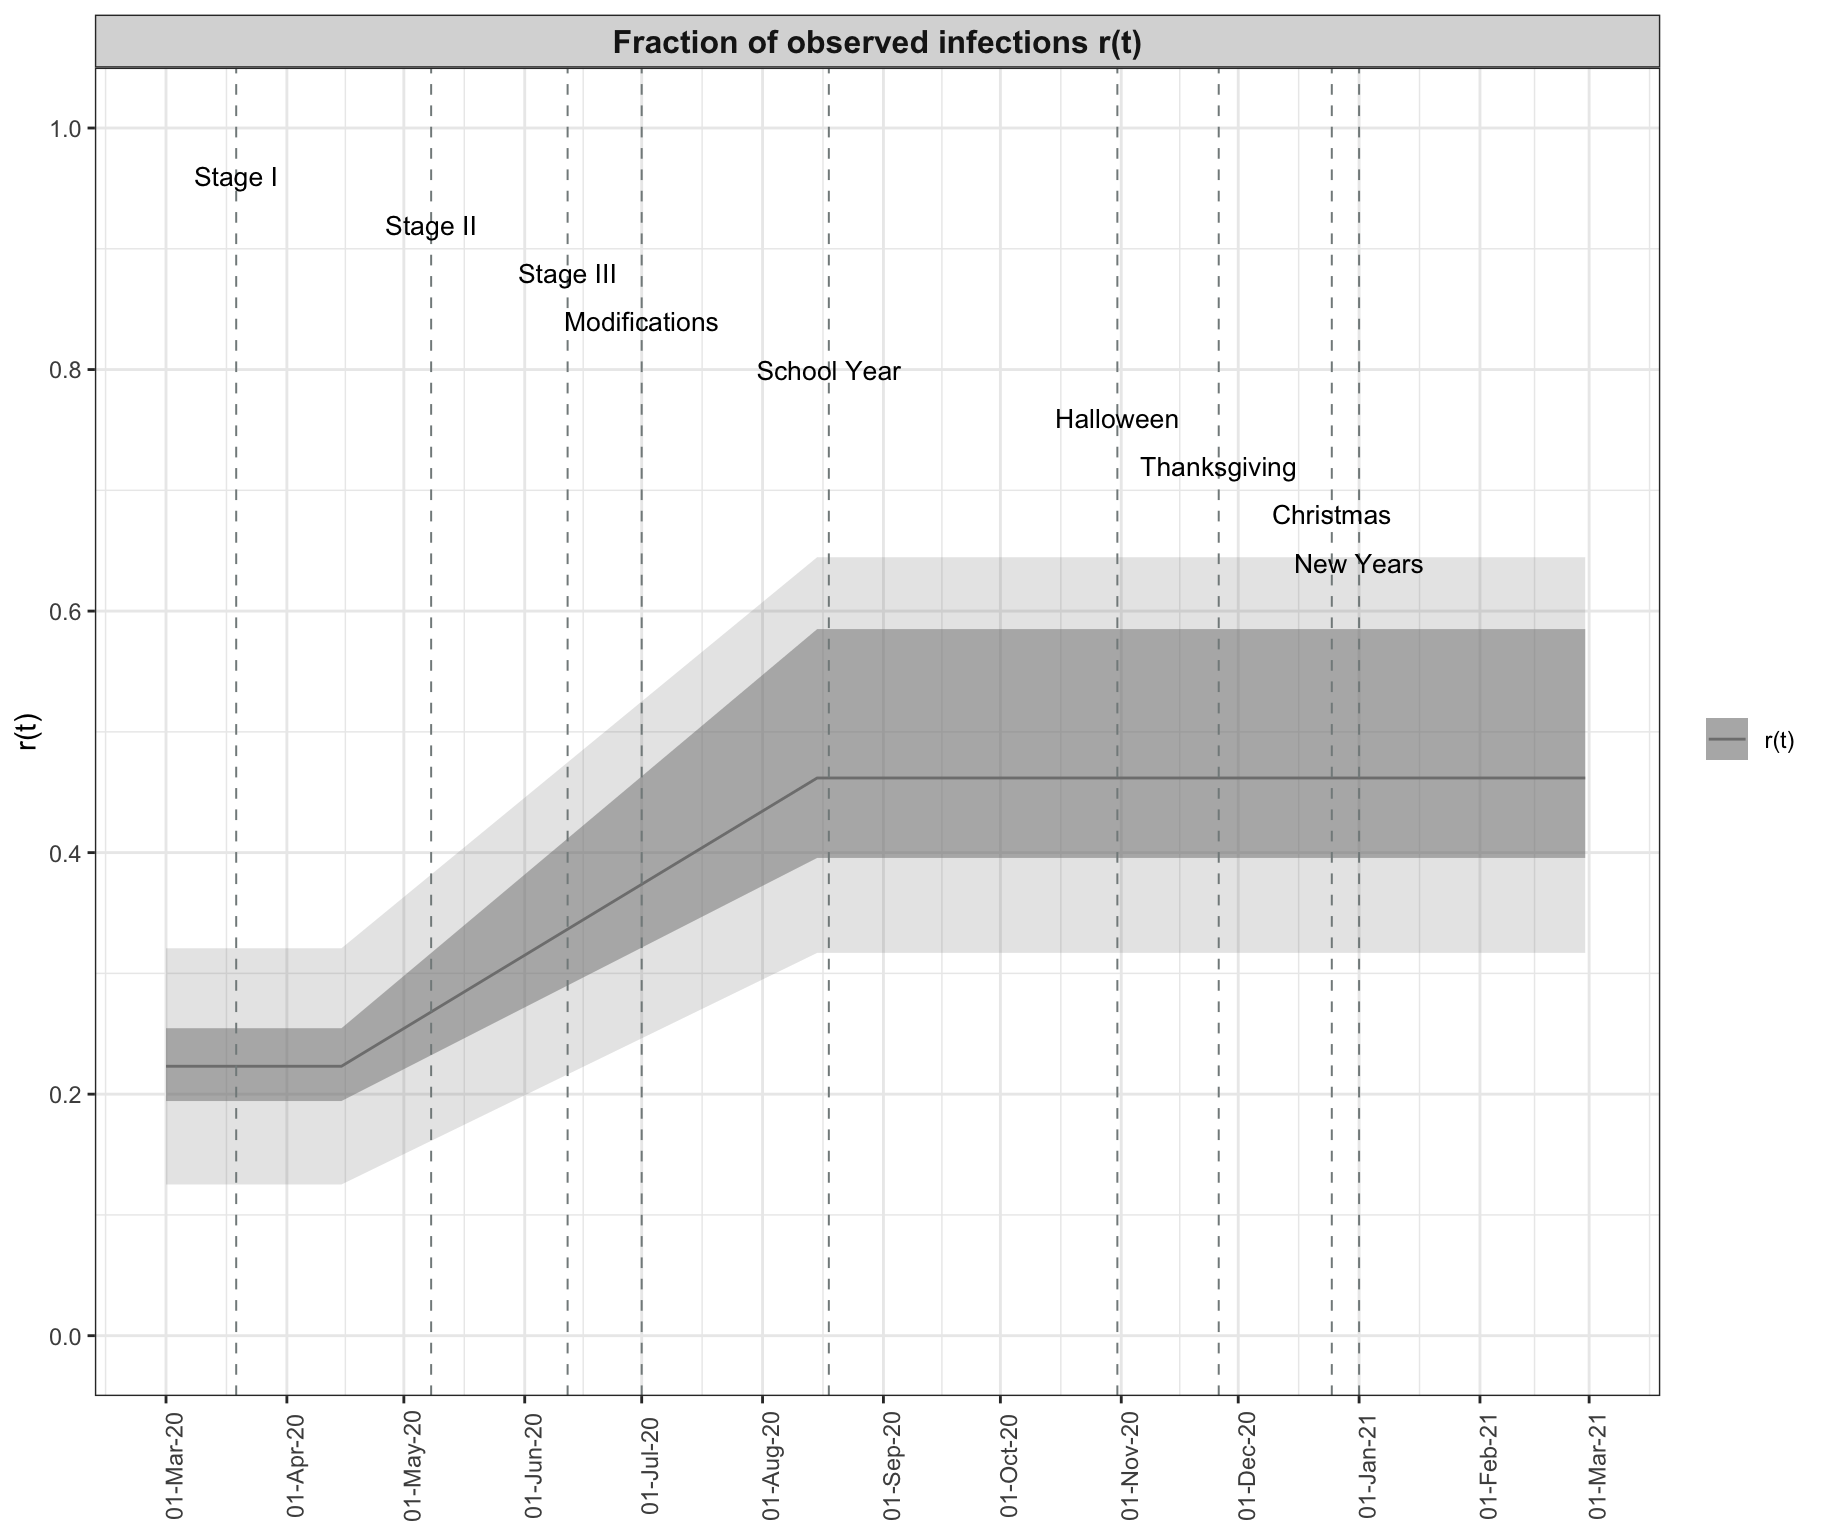 Fraction of observed infections r(t)
1.0
Stage I
Stage II
Stage III
Modifications
0.8
School Year
Halloween
Thanksgiving
Christmas
New Years
0.6
r(t)
r(t)
0.4
0.2
0.0
01-Mar-20
01-Apr-20
01-May-20
01-Jun-20
01-Jul-20
01-Aug-20
01-Sep-20
01-Oct-20
01-Nov-20
01-Dec-20
01-Jan-21
01-Feb-21
01-Mar-21